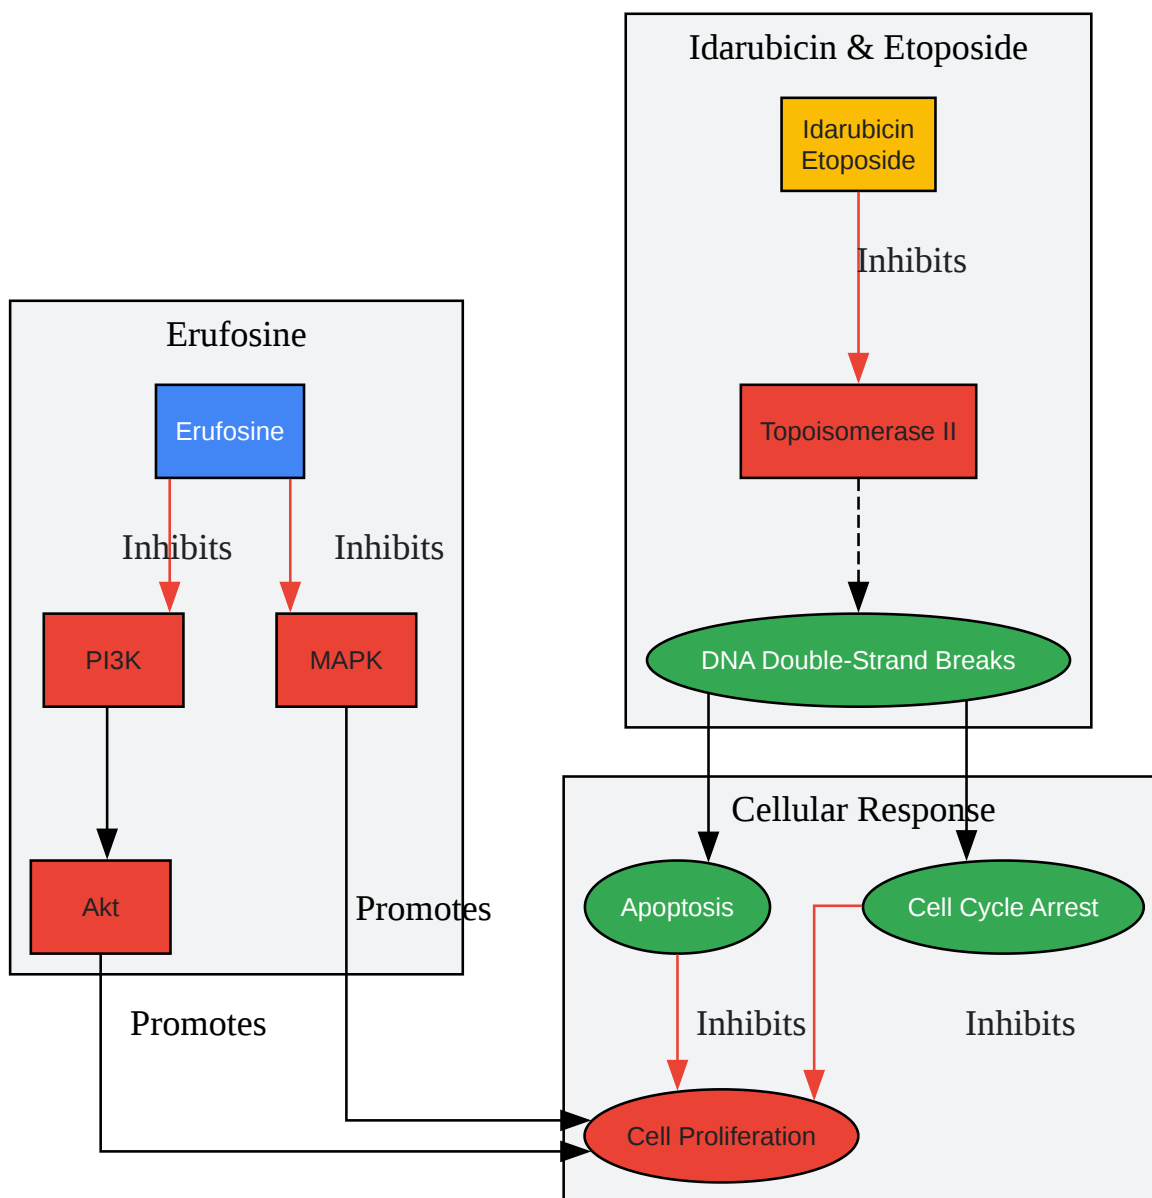 Idarubicin & Etoposide
Idarubicin
Etoposide
Inhibits
Erufosine
Erufosine
Topoisomerase II
Inhibits
Inhibits
PI3K
MAPK
DNA Double-Strand Breaks
Cellular Response
Akt
Promotes
Apoptosis
Cell Cycle Arrest
Promotes
Inhibits
Inhibits
Cell Proliferation